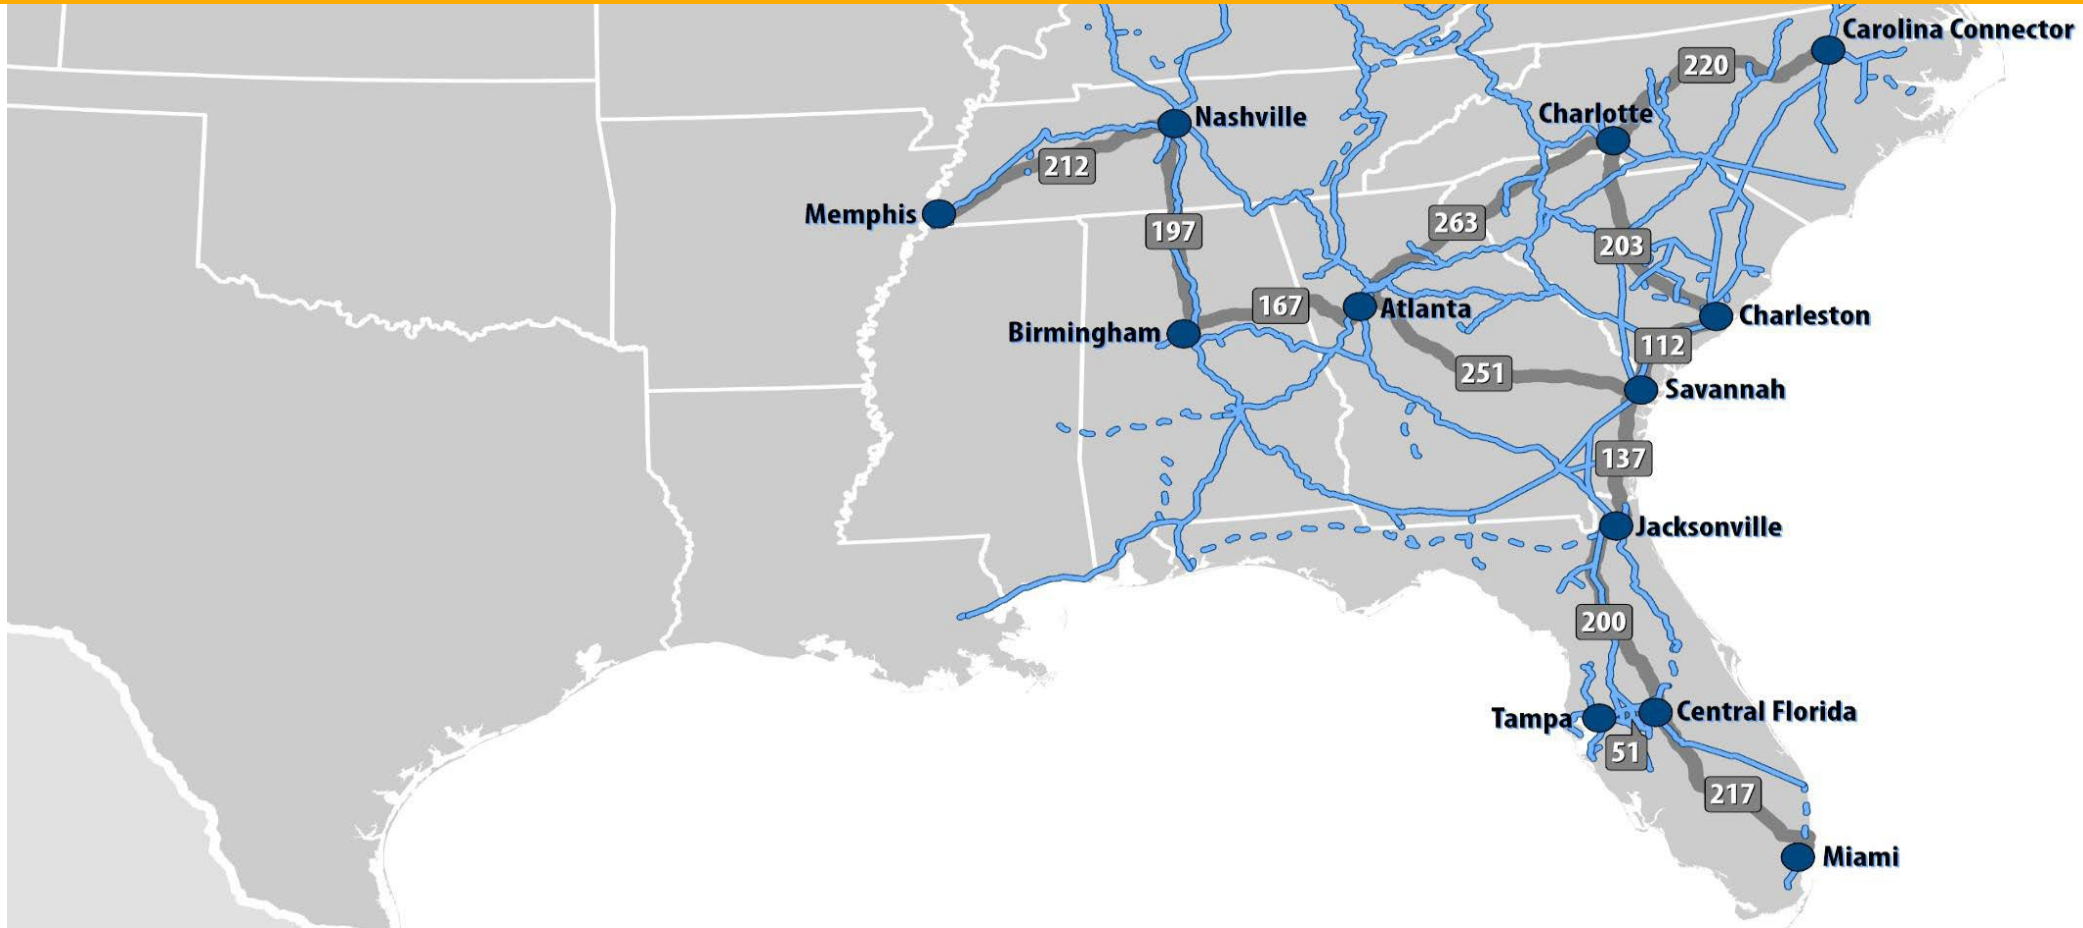 Carolina Connector
220
Charlotte
Nashville
212
Memphis
197
263
203
167
Atlanta
Charleston
Birmingham
112
251
Savannah
137
Jacksonville
200
Tampa
Central Florida
51
217
Miami